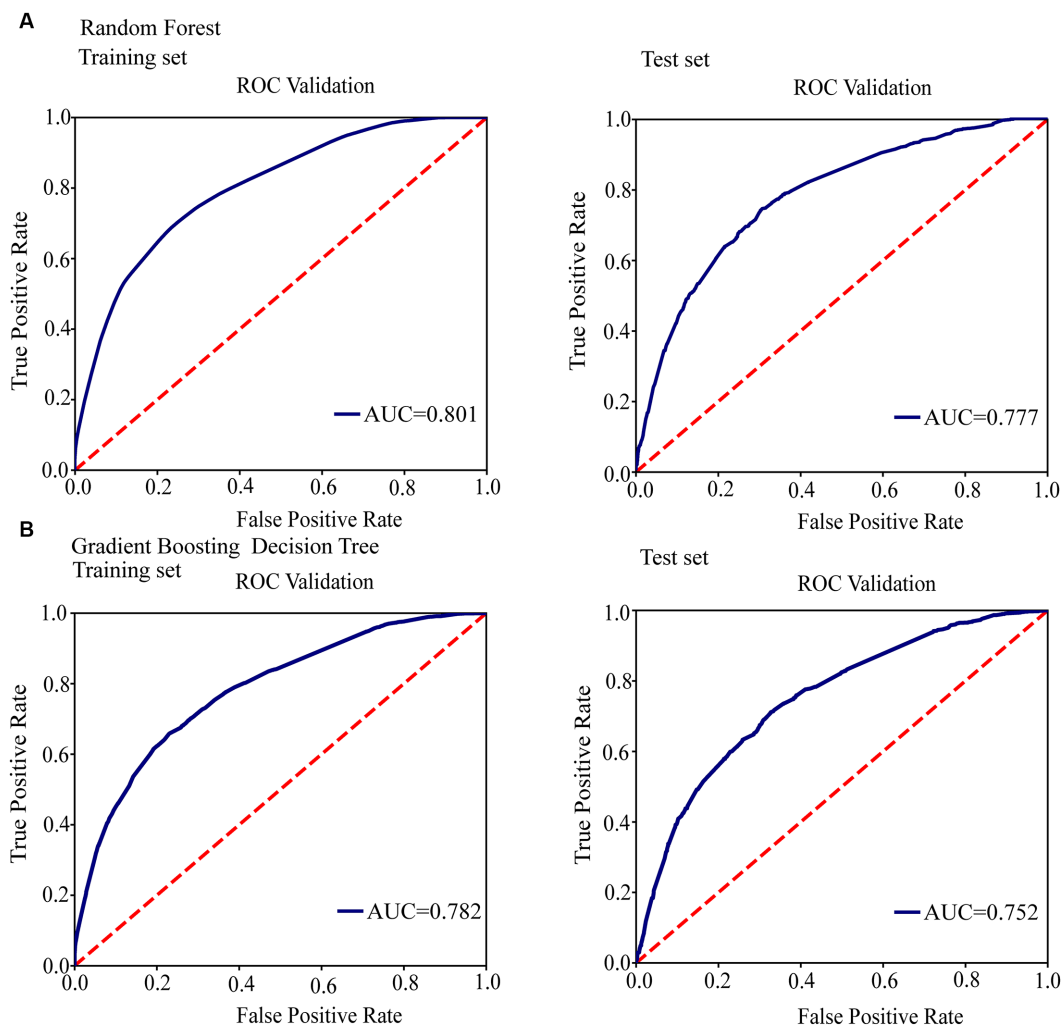 A
Random Forest
Training set
ROC Validation
1.0
0.8
0.6
0.4
0.2
0.0
True Positive Rate
AUC=0.801
0.0 0.2 0.4 0.6 0.8 1.0
False Positive Rate
Test set
ROC Validation
1.0
0.8
0.6
0.4
0.2
0.0
True Positive Rate
AUC=0.777
0.0 0.2 0.4 0.6 0.8 1.0
False Positive Rate
B
Gradient Boosting Decision Tree
Training set
ROC Validation
1.0
0.8
0.6
0.4
0.2
0.0
True Positive Rate
AUC=0.782
0.0 0.2 0.4 0.6 0.8 1.0
False Positive Rate
Test set
ROC Validation
1.0
0.8
0.6
0.4
0.2
0.0
True Positive Rate
AUC=0.752
0.0 0.2 0.4 0.6 0.8 1.0
False Positive Rate